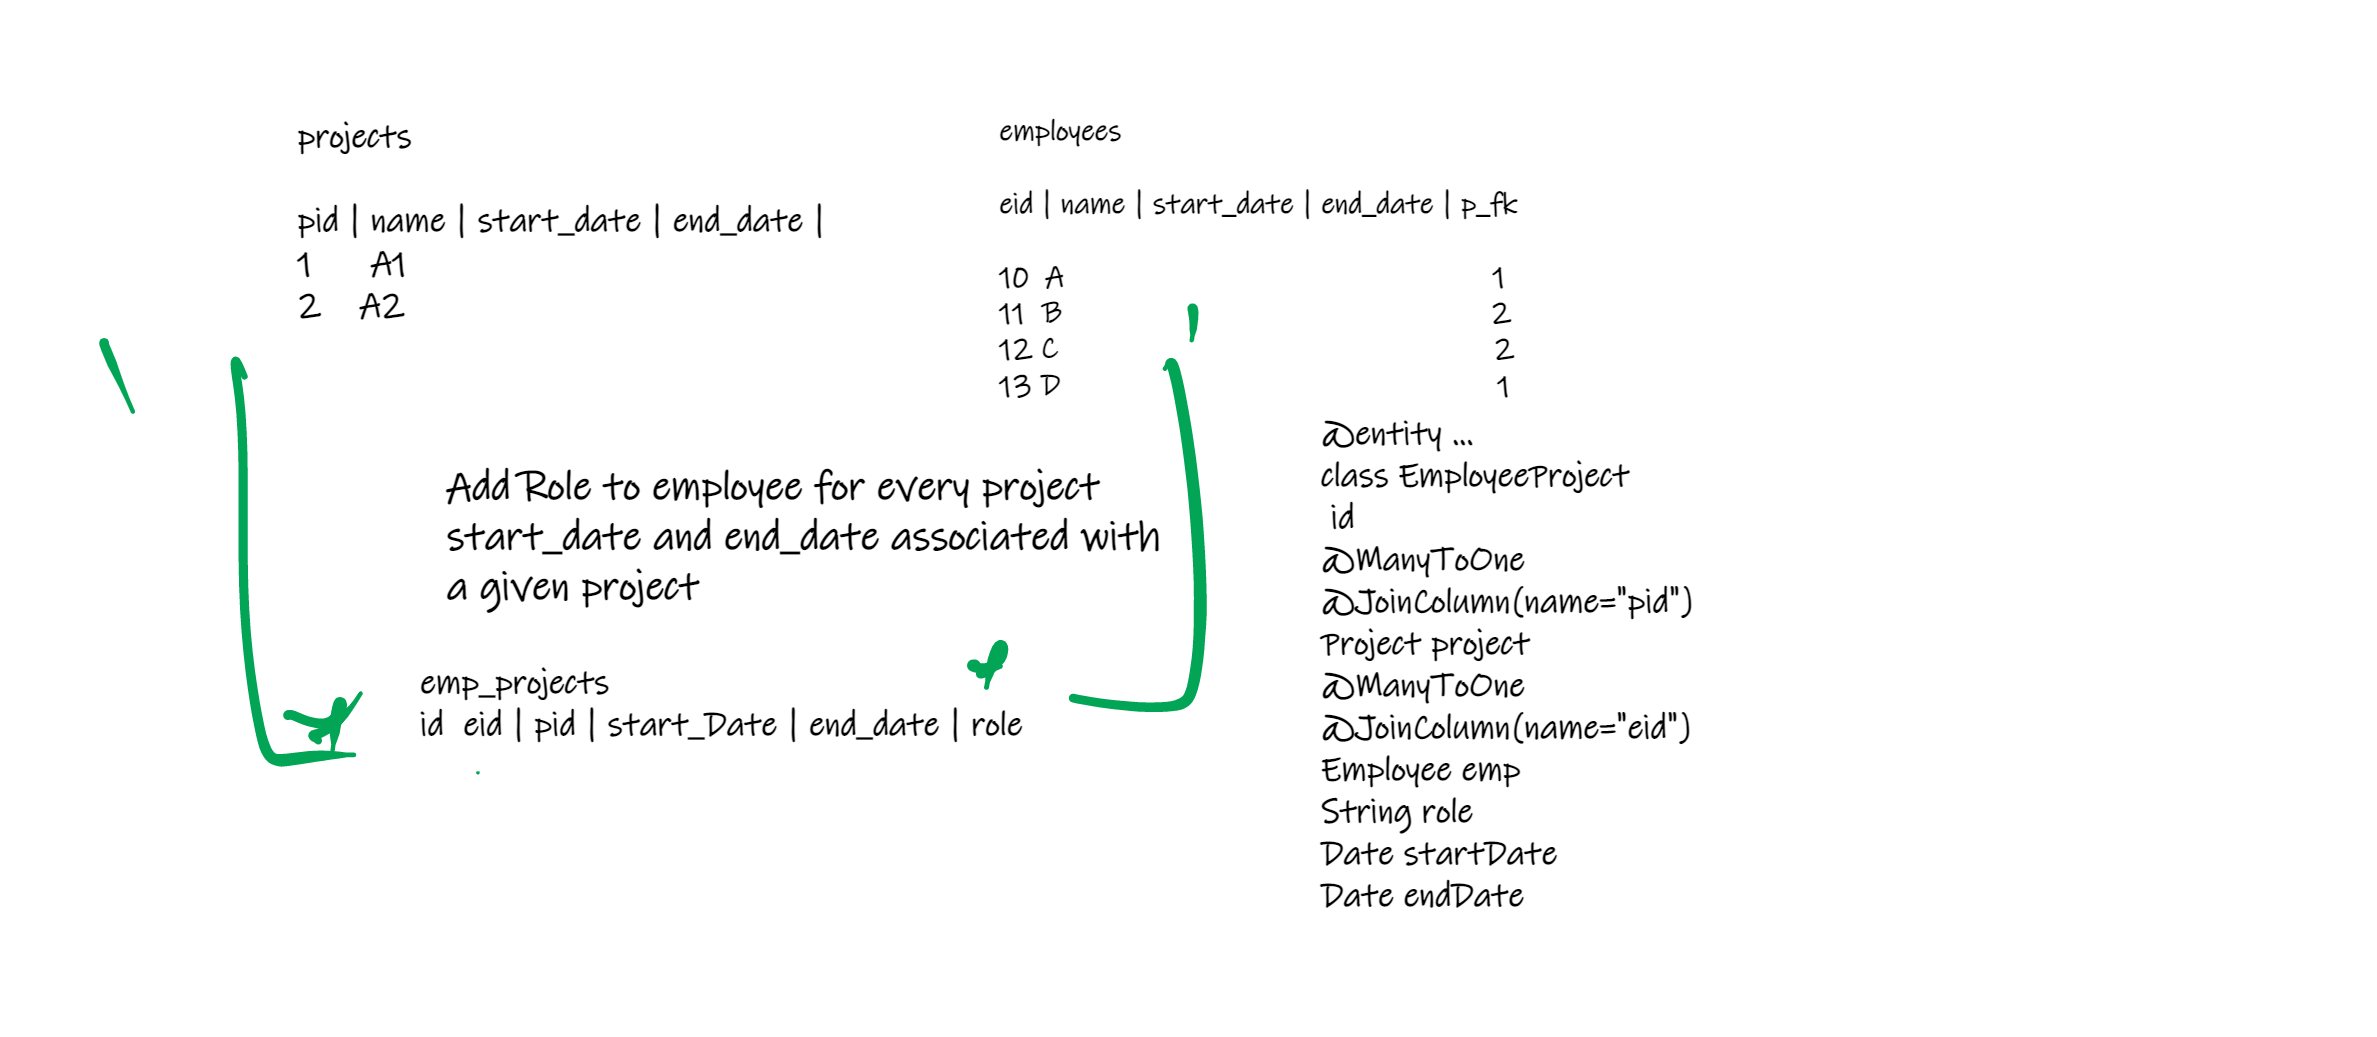 projects
pid | name | start_date | end_date |
1 A1
2 A2
employees
eid | name | start_date | end_date | p_fk
10 A 1
11 B 2
12 C 2
13 D 1
Add Role to employee for every project
start_date and end_date associated with
a given project
emp_projects
id eid | pid | start_Date | end_date | role
@entity ...
class EmployeeProject
id
@ManyToOne
@JoinColumn(name="pid")
Project project
@ManyToOne
@JoinColumn(name="eid")
Employee emp
String role
Date startDate
Date endDate